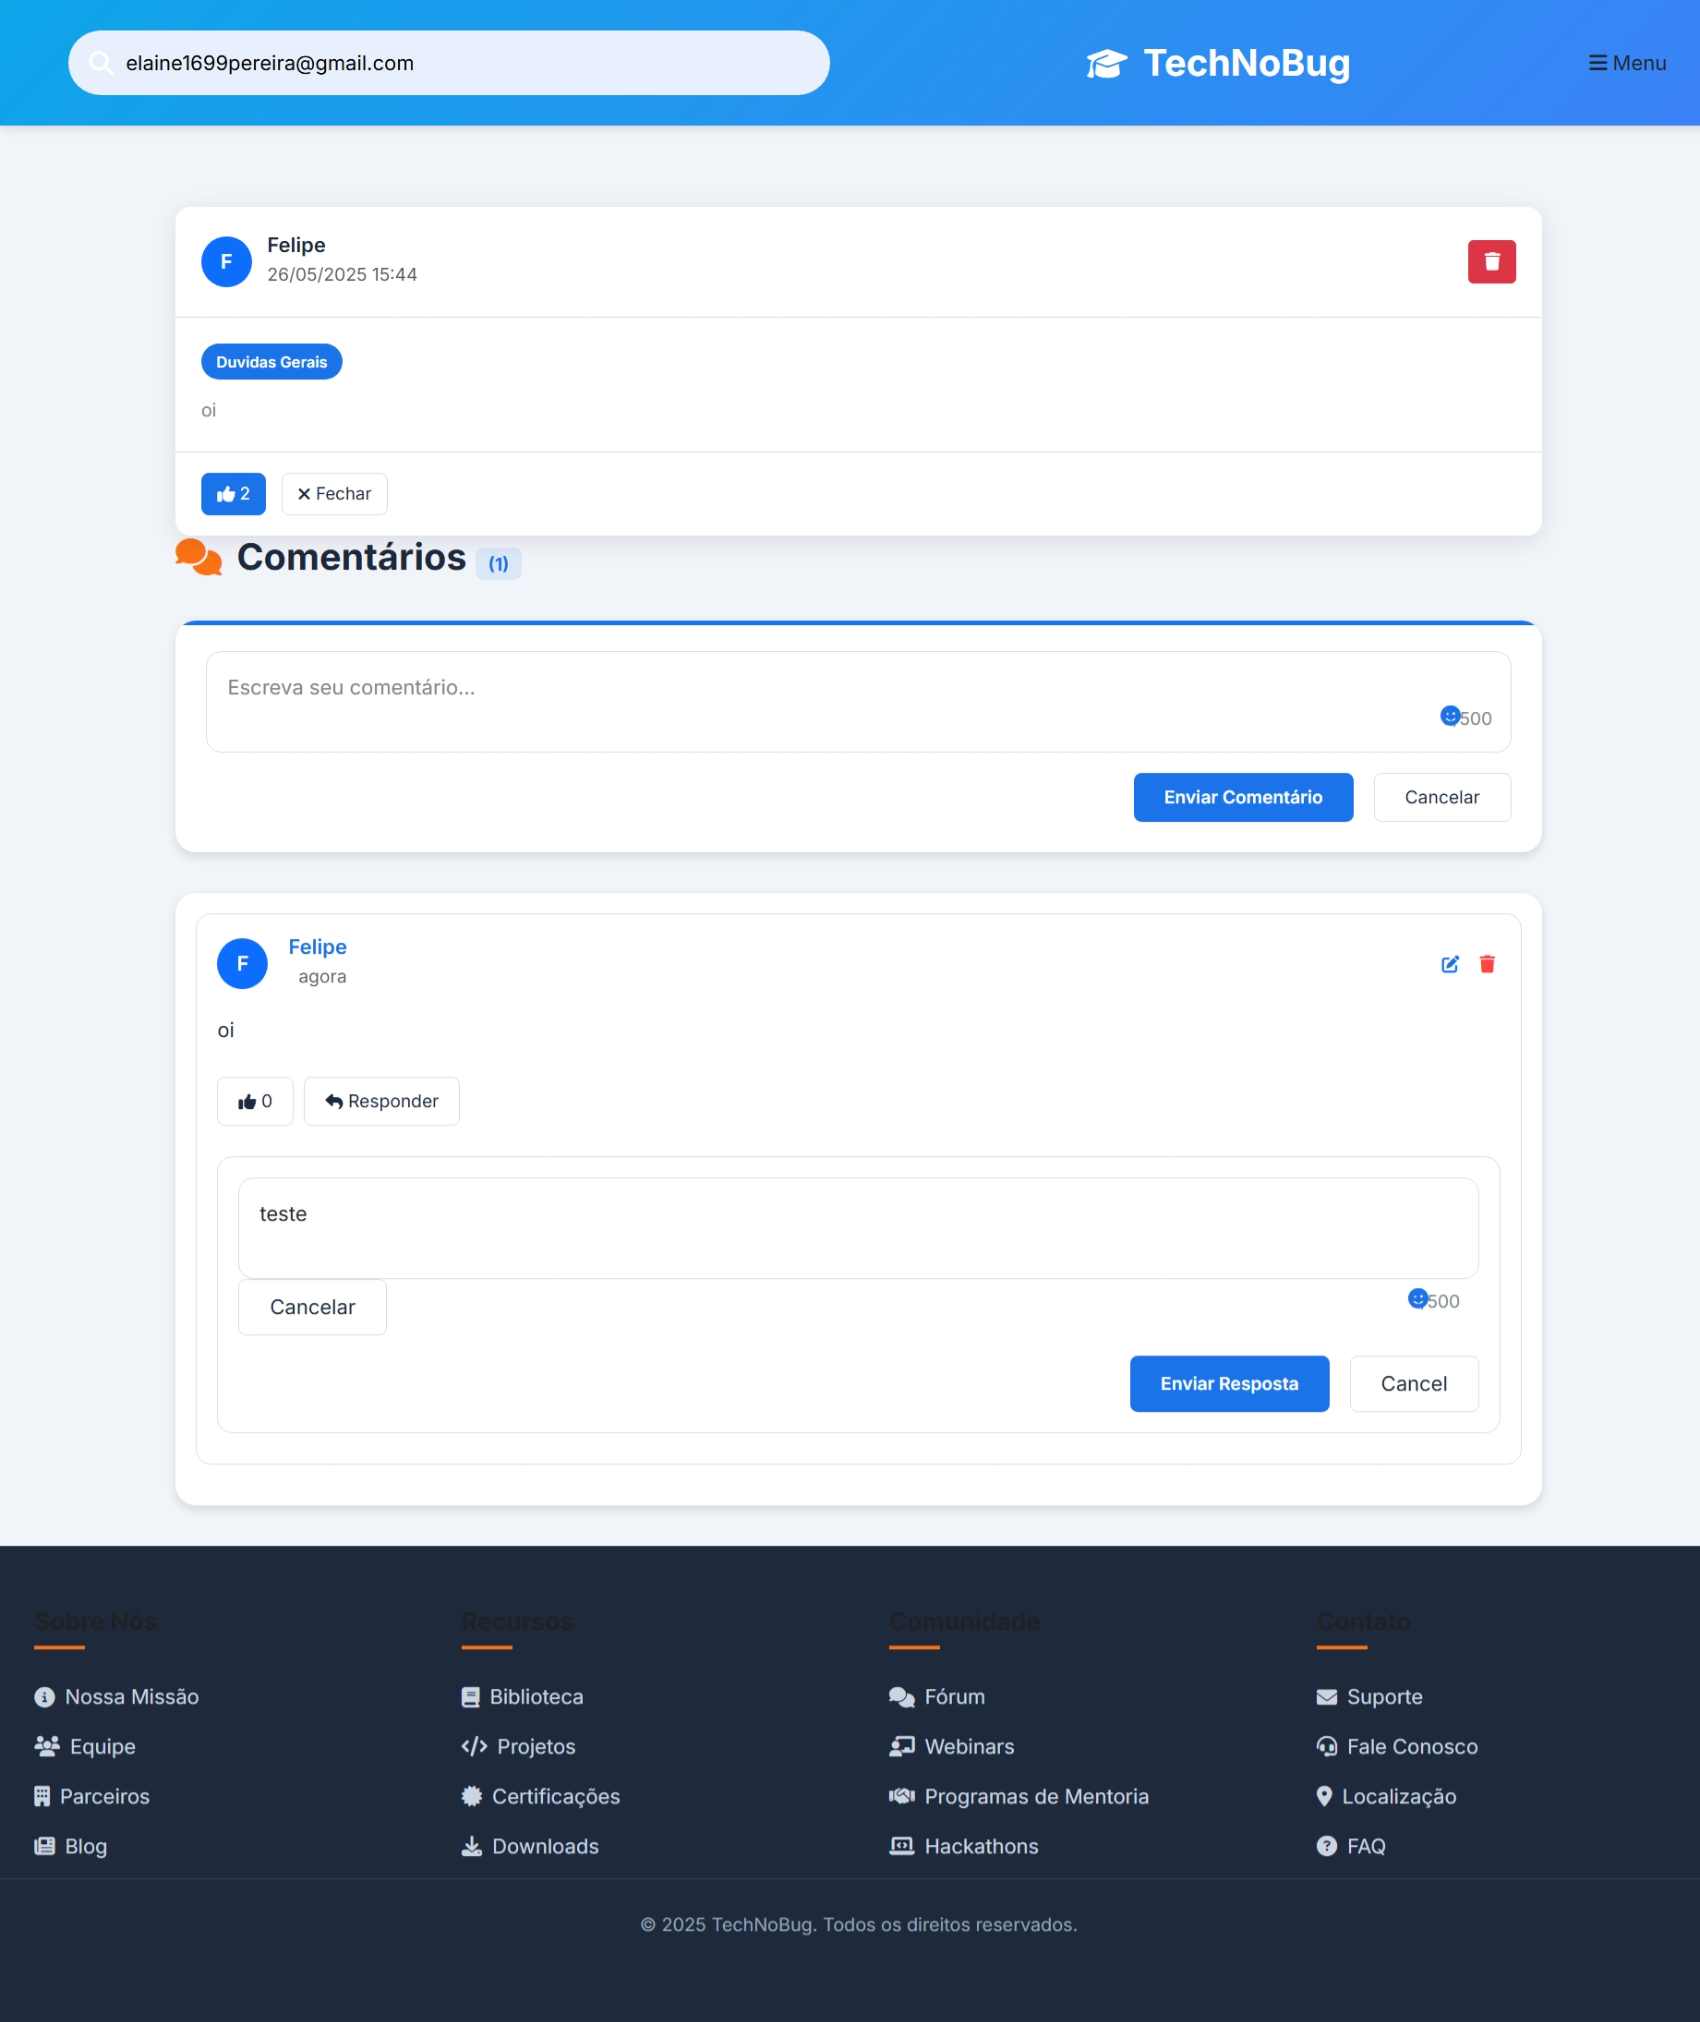 elaine1699pereira@gmail.com
TechNoBug
Menu
Felipe
F
26/05/2025 15:44
Duvidas Gerais
oi
2
Fechar
Comentários (1)
Escreva seu comentário...
500
Enviar Comentário
Cancelar
Felipe
F
agora
oi
0
Responder
teste
Cancelar
500
Enviar Resposta
Cancel
Sobre Nós
Nossa Missão
Equipe
Parceiros
Blog
Recursos
Biblioteca
Projetos
Certificações
Downloads
Comunidade
Fórum
Webinars
Programas de Mentoria
Hackathons
Contato
Suporte
Fale Conosco
Localização
FAQ
© 2025 TechNoBug. Todos os direitos reservados.